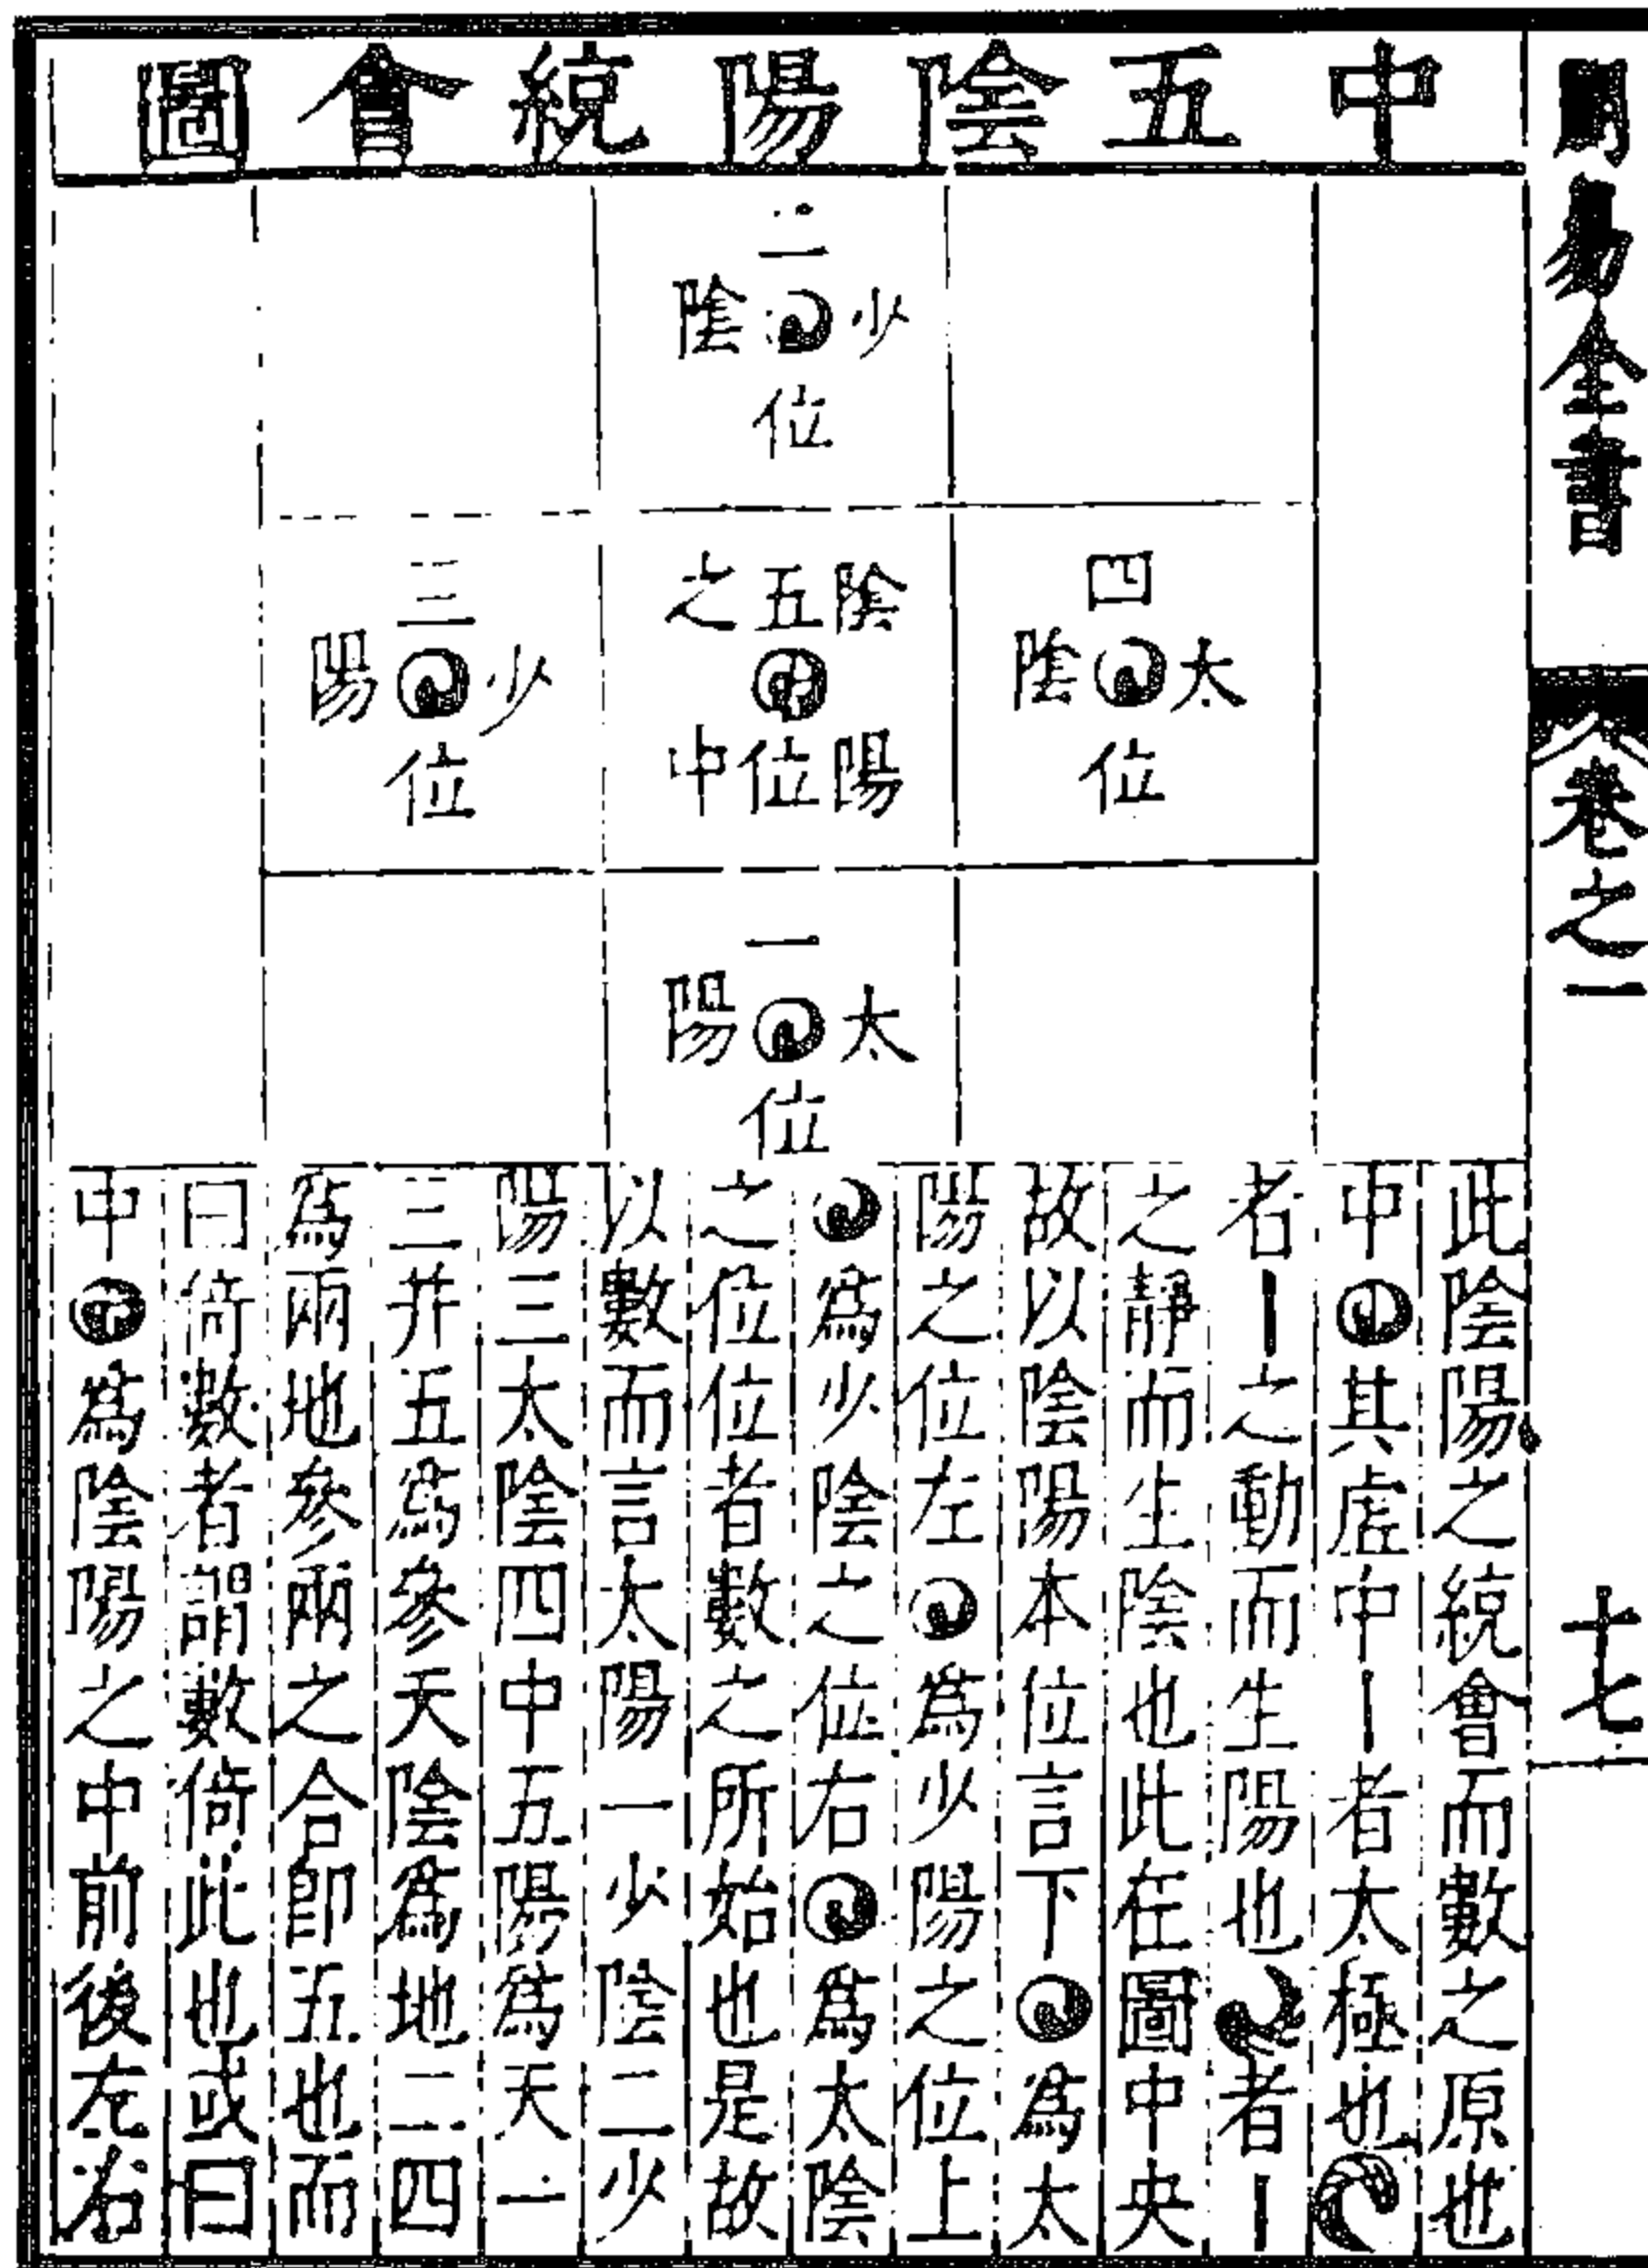 周易全書
卷之一
十七
中五陰陽統會圖
二
少陰
位
四
太陰
位
陰陽
五
位
之中
三
少陽
位
一
太陽
位
此陰陽之統會而數之原也
中其虛中丨者太極也
者丨之動而生陽也者丨
之靜而生陰也此在圖中央
故以陰陽本位言下為太
陽之位左為少陽之位上
為少陰之位右為太陰
之位位者數之所始也是故
以數而言太陽一少陰二少
陽三太陰四中五陽為天一
三并五為參天陰為地二四
為兩地參兩之合即五也而
曰倚數者謂數倚此也或曰
中為陰陽之中前後左右